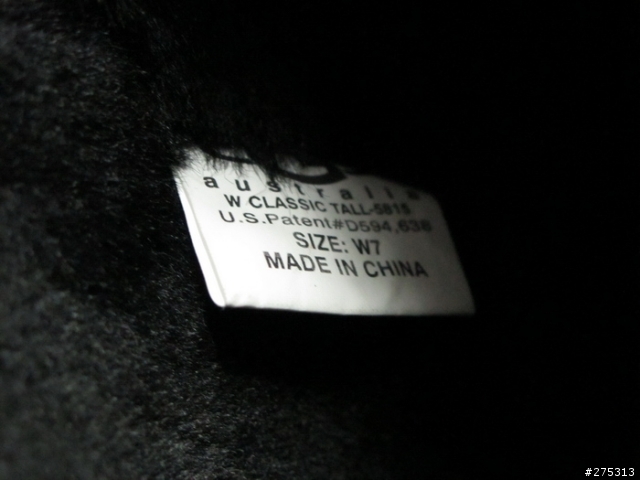 australia
W CLASSIC TALL-5815
U.S.Patent#D594,638
SIZE: W7
MADE IN CHINA
#275313